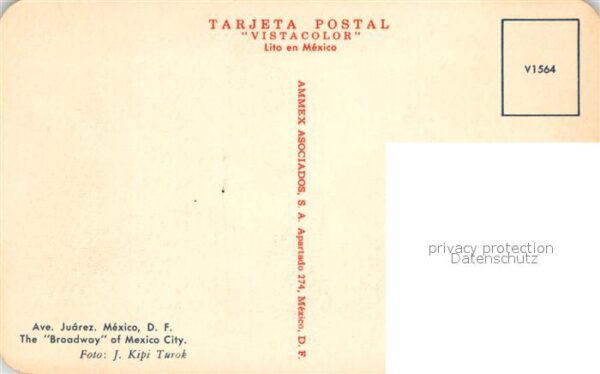 TARJETA POSTAL
"VISTACOLOR"
Lito en México
V1564
AMMEX ASOCIADOS, S. A. Apartado 274, México, D. F.
privacy protection
Datenschutz
Ave. Juárez. México, D. F.
The "Broadway" of Mexico City.
Foto: J. Kipi Turok